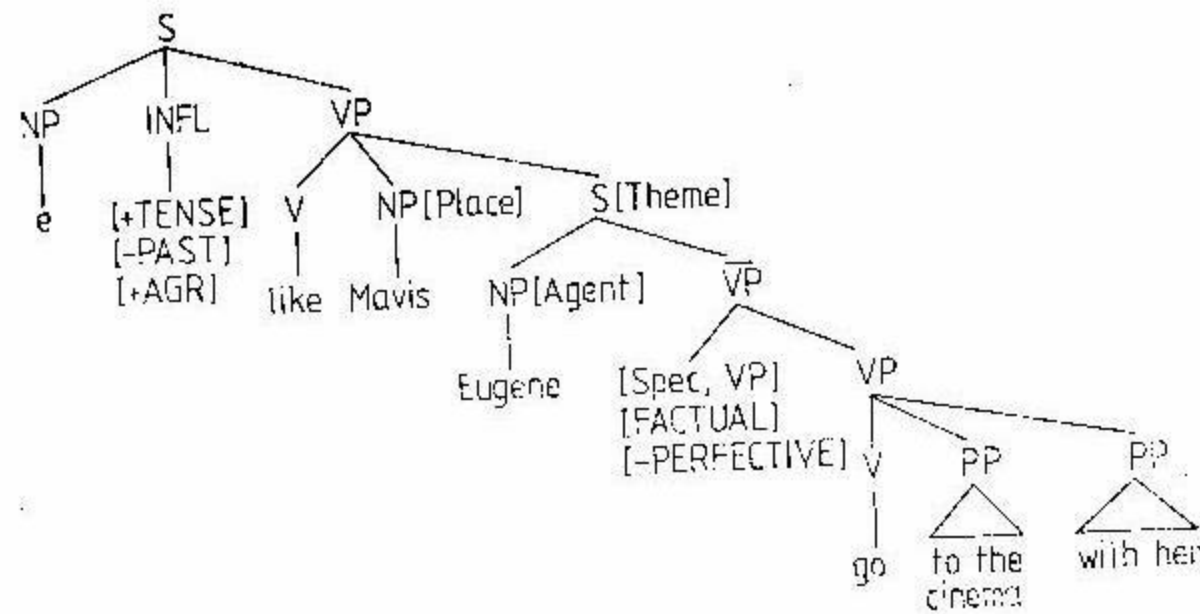 S
NP INFL VP
e [+TENSE] V NP[Place] S[Theme]
[-PAST]
[+AGR] like Mavis NP[Agent] VP
Eugene [Spec, VP] VP
[FACTUAL]
[-PERFECTIVE] V PP PP
go to the with her
cinema